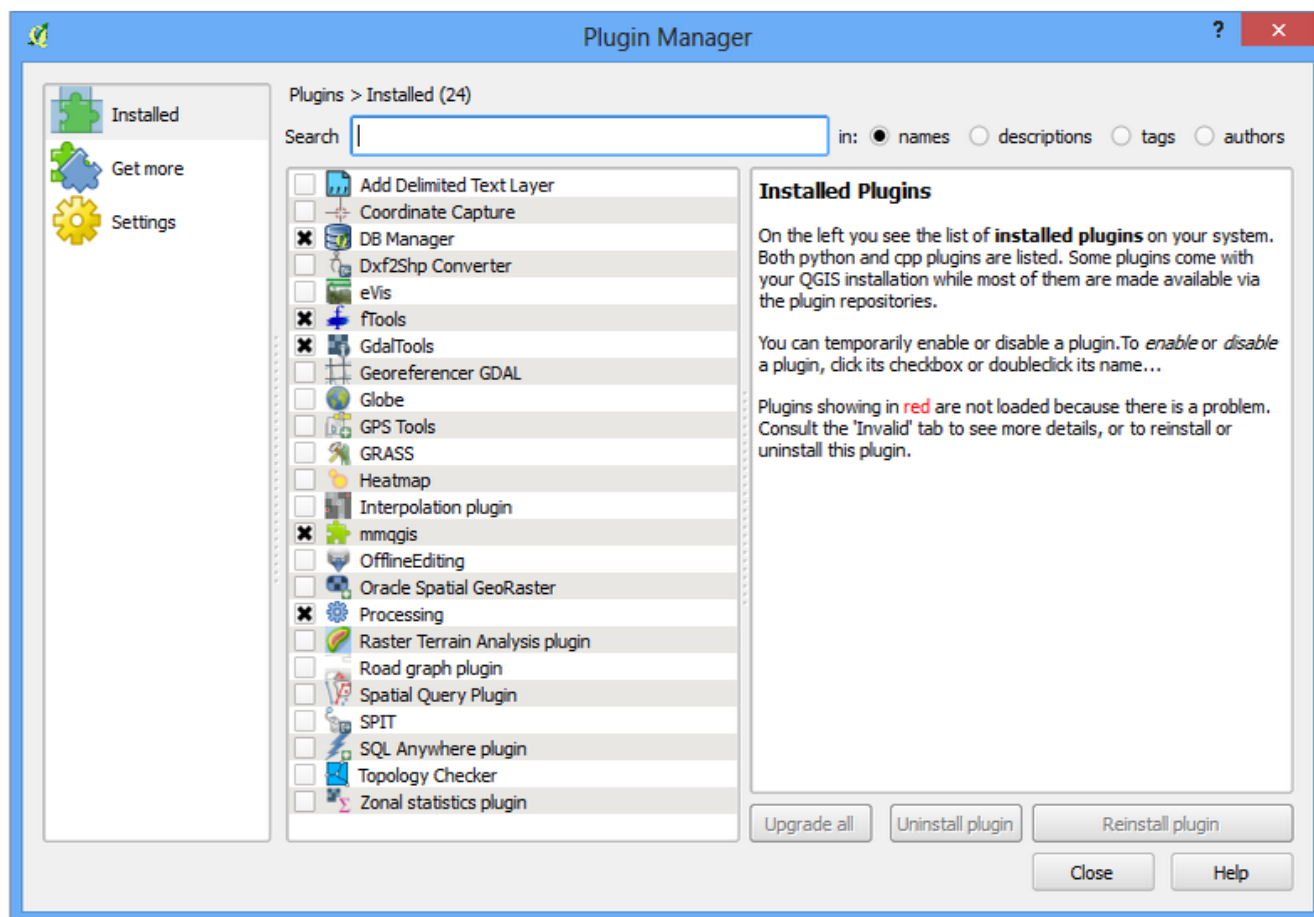 Plugin Manager
?
Installed
Get more
Settings
Plugins > Installed (24)
Search
in: names descriptions tags authors
Add Delimited Text Layer
Coordinate Capture
DB Manager
Dxf2Shp Converter
eVis
fTools
GdalTools
Georeferencer GDAL
Globe
GPS Tools
GRASS
Heatmap
Interpolation plugin
mmqgis
OfflineEditing
Oracle Spatial GeoRaster
Processing
Raster Terrain Analysis plugin
Road graph plugin
Spatial Query Plugin
SPIT
SQL Anywhere plugin
Topology Checker
Zonal statistics plugin
Installed Plugins
On the left you see the list of installed plugins on your system.
Both python and cpp plugins are listed. Some plugins come with
your QGIS installation while most of them are made available via
the plugin repositories.
You can temporarily enable or disable a plugin.To enable or disable
a plugin, click its checkbox or doubleclick its name...
Plugins showing in red are not loaded because there is a problem.
Consult the 'Invalid' tab to see more details, or to reinstall or
uninstall this plugin.
Upgrade all
Uninstall plugin
Reinstall plugin
Close
Help